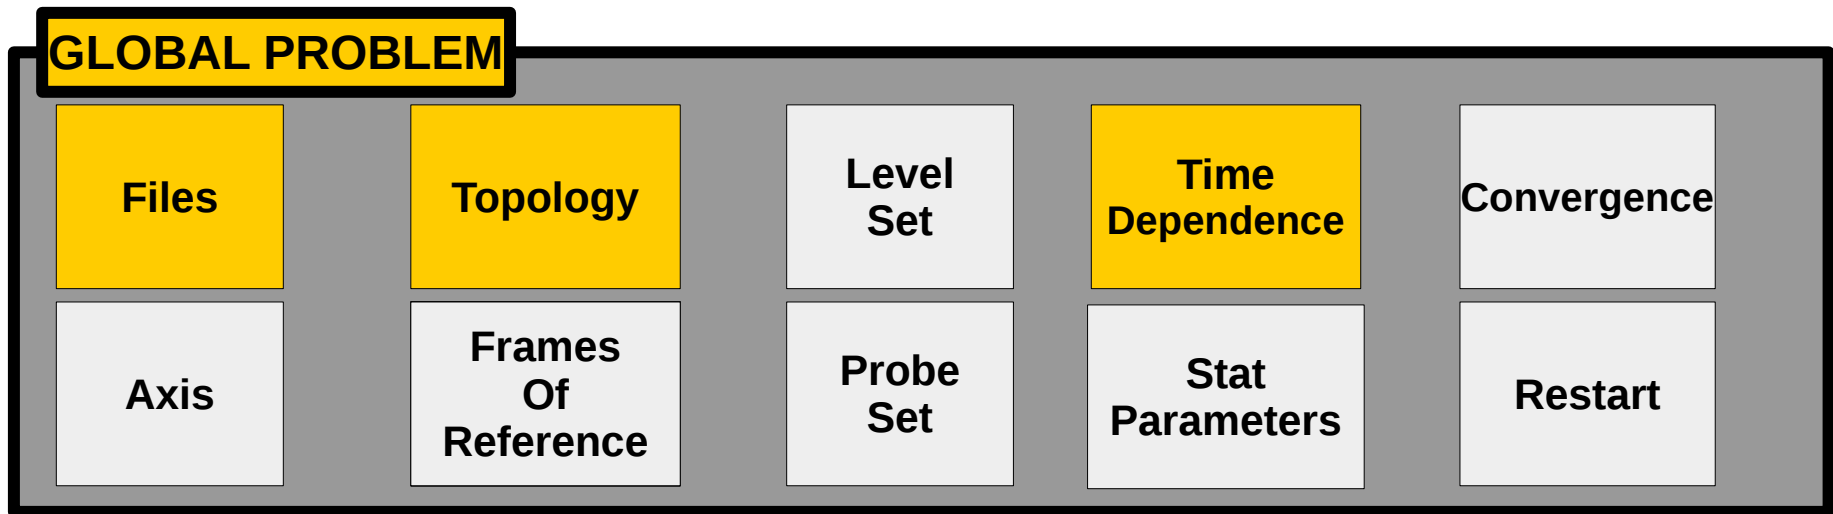 GLOBAL PROBLEM
Files
Topology
Level
Set
Time
Dependence
Convergence
Axis
Frames
Of
Reference
Probe
Set
Stat
Parameters
Restart